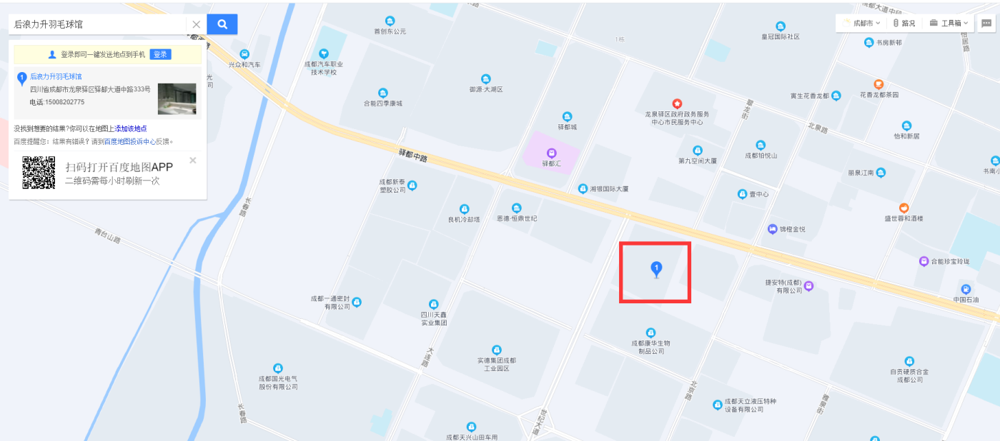 后浪力升羽毛球馆
登录即可一键发送地点到手机 登录
1
后浪力升羽毛球馆
四川省成都市龙泉驿区驿都大道中路333号
电话:15008202775
没找到想要的结果?你可以在地图上添加该地点
百度提醒您：结果有错误？请到百度地图投诉中心反馈。
扫码打开百度地图APP
二维码需每小时刷新一次
成都市
路况
工具箱
驿都大道中段
首创东公元
1栋
皇冠国际社区
书房新邨
恒居路
兴众和汽车
成都汽车职业
技术学校
御源·大湖区
合能四季康城
龙泉驿区政府政务服务
中心市民服务中心
翠龙街
寅生花香龙都
花香龙都茶园
北泉路
驿都城
怡和新居
驿都中路
驿都汇
第九空间大厦
成都铂悦山
丽泉江南
书南小
成都新泰
塑胶公司
湘银国际大厦
壹中心
长春路
良机冷却塔
恩德·恒鼎世纪
锦橙金悦
盛世蓉和酒楼
青台山路
1
合能珍宝玲珑
捷安特(成都)
有限公司
中国石油
成都一通密封
有限公司
四川天鑫
实业集团
成都康华生物
制品公司
大连路
实德集团成都
工业园区
自贡硬质合金
成都公司
成都国光电气
股份有限公司
北京路
成都天立液压特种
设备有限公司
雅泉街
长春路
世纪大道
成都天兴山田车用